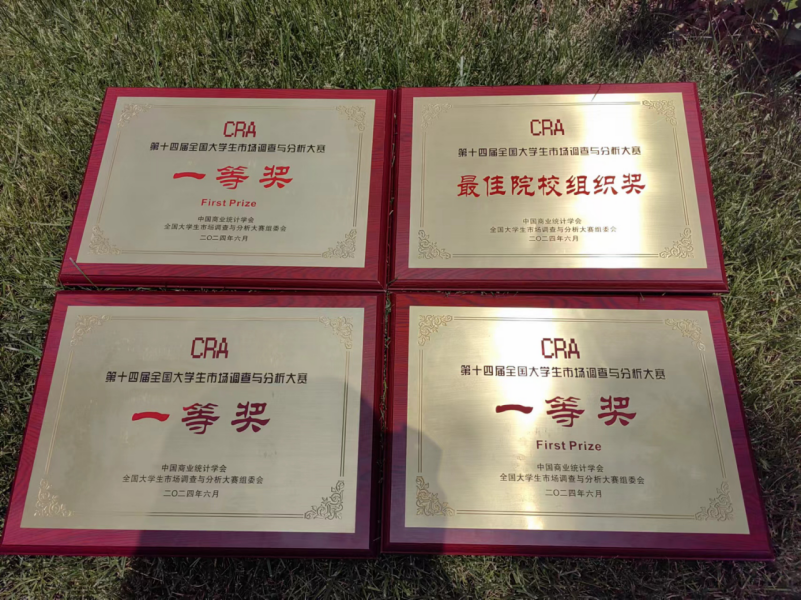 CRA
第十四届全国大学生市场调查与分析大赛
一等奖
First Prize
中国商业统计学会
全国大学生市场调查与分析大赛组委会
二〇二四年六月
CRA
第十四届全国大学生市场调查与分析大赛
最佳院校组织奖
中国商业统计学会
全国大学生市场调查与分析大赛组委会
二〇二四年六月
CRA
第十四届全国大学生市场调查与分析大赛
一等奖
中国商业统计学会
全国大学生市场调查与分析大赛组委会
二〇二四年六月
CRA
第十四届全国大学生市场调查与分析大赛
一等奖
First Prize
中国商业统计学会
全国大学生市场调查与分析大赛组委会
二〇二四年六月